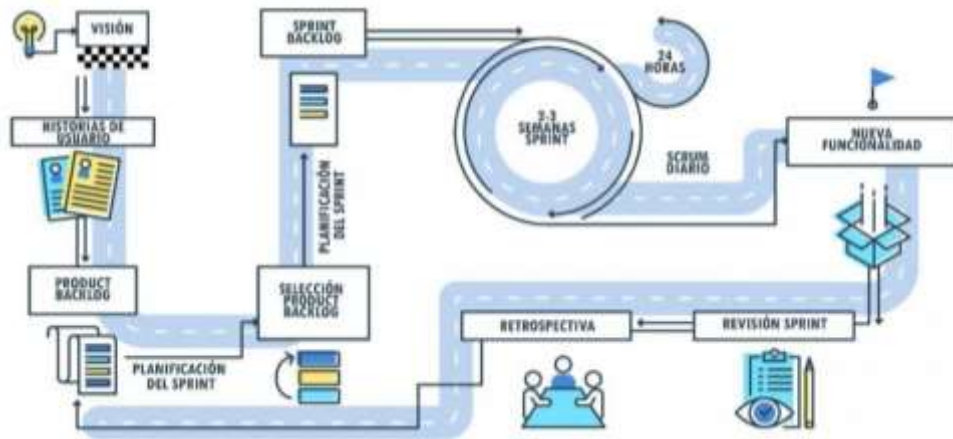 VISIÓN
HISTORIAS DE
USUARIO
PRODUCT
BACKLOG
PLANIFICACIÓN
DEL SPRINT
SELECCIÓN
PRODUCT
BACKLOG
PLANIFICACIÓN
DEL SPRINT
SPRINT
BACKLOG
2-3
SEMANAS
SPRINT
24
HORAS
SCRUM
DIARIO
NUEVA
FUNCIONALIDAD
REVISIÓN SPRINT
RETROSPECTIVA